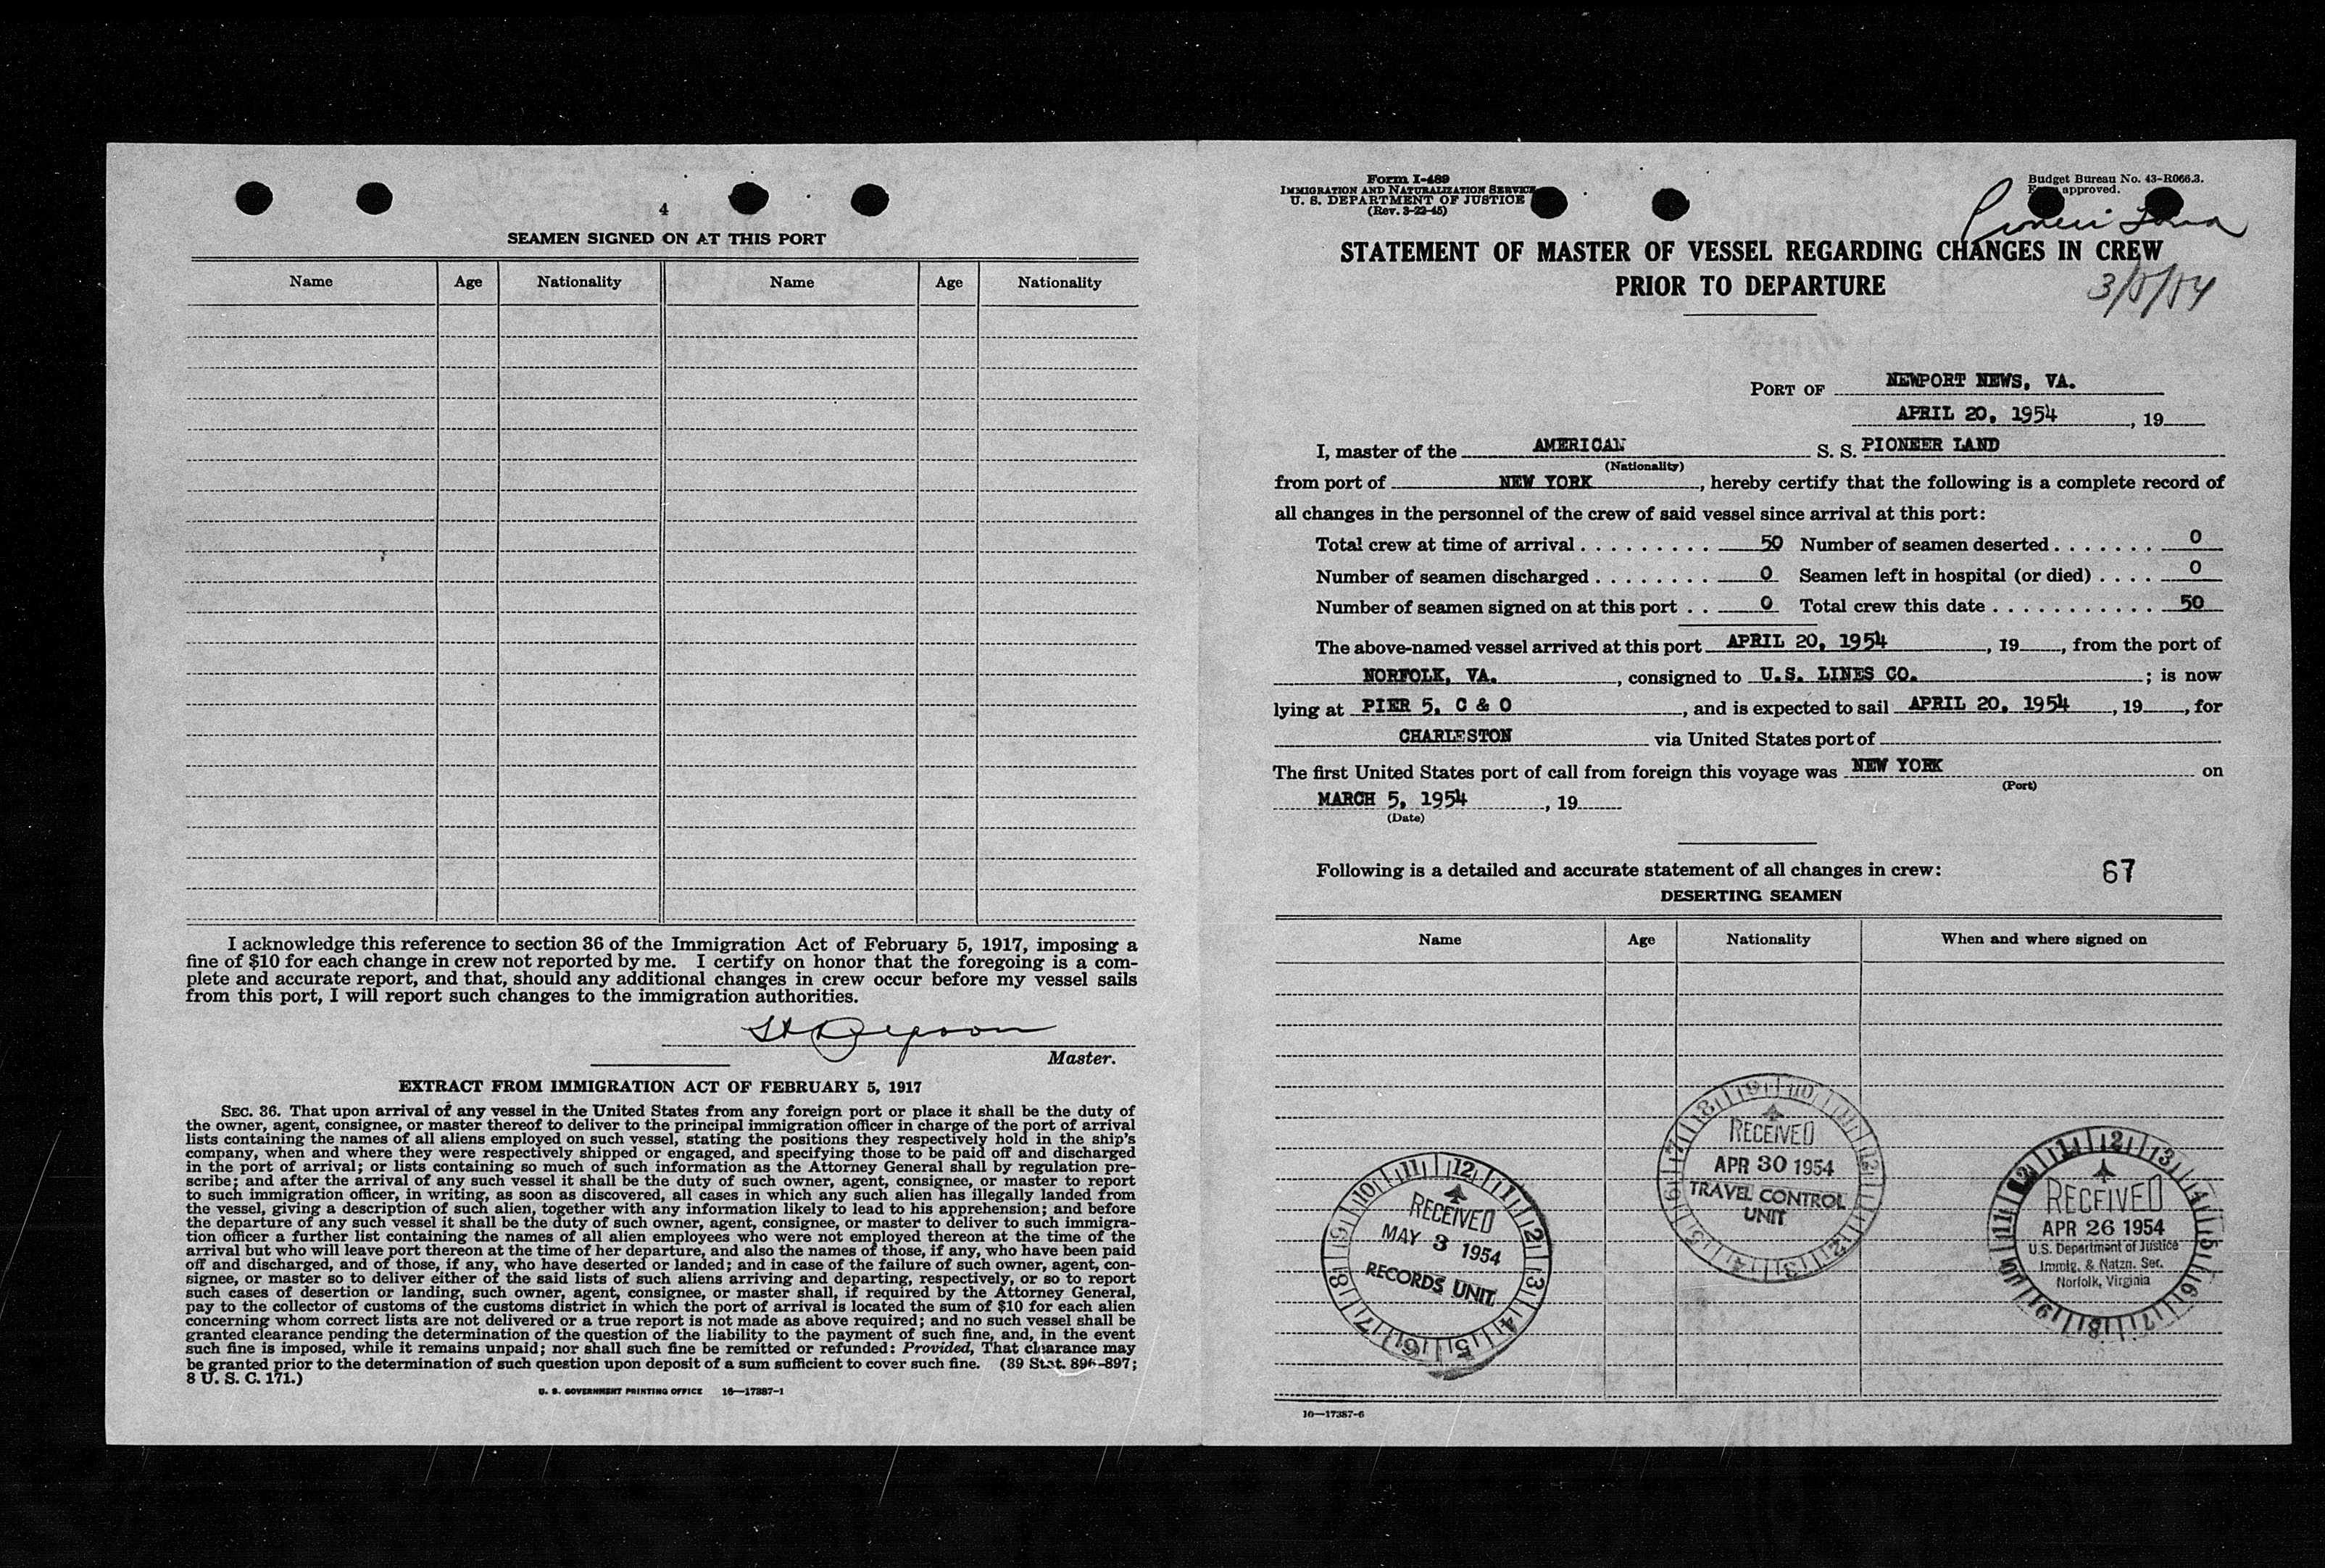 4
SEAMEN SIGNED ON AT THIS PORT
Name Age Nationality Name Age Nationality
I acknowledge this reference to section 36 of the Immigration Act of February 5, 1917, imposing a
fine of $10 for each change in crew not reported by me. I certify on honor that the foregoing is a com-
plete and accurate report, and that, should any additional changes in crew occur before my vessel sails
from this port, I will report such changes to the immigration authorities.
Master.
EXTRACT FROM IMMIGRATION ACT OF FEBRUARY 5, 1917
SEC. 36. That upon arrival of any vessel in the United States from any foreign port or place it shall be the duty of
the owner, agent, consignee, or master thereof to deliver to the principal immigration officer in charge of the port of arrival
lists containing the names of all aliens employed on such vessel, stating the positions they respectively hold in the ship's
company, when and where they were respectively shipped or engaged, and specifying those to be paid off and discharged
in the port of arrival; or lists containing so much of such information as the Attorney General shall by regulation pre-
scribe; and after the arrival of any such vessel it shall be the duty of such owner, agent, consignee, or master to report
to such immigration officer, in writing, as soon as discovered, all cases in which any such alien has illegally landed from
the vessel, giving a description of such alien, together with any information likely to lead to his apprehension; and before
the departure of any such vessel it shall be the duty of such owner, agent, consignee, or master to deliver to such immigra-
tion officer a further list containing the names of all alien employees who were not employed thereon at the time of the
arrival but who will leave port thereon at the time of her departure, and also the names of those, if any, who have been paid
off and discharged, and of those, if any, who have deserted or landed; and in case of the failure of such owner, agent, con-
signee, or master so to deliver either of the said lists of such aliens arriving and departing, respectively, or so to report
such cases of desertion or landing, such owner, agent, consignee, or master shall, if required by the Attorney General,
pay to the collector of customs of the customs district in which the port of arrival is located the sum of $10 for each alien
concerning whom correct lists are not delivered or a true report is not made as above required; and no such vessel shall be
granted clearance pending the determination of the question of the liability to the payment of such fine, and, in the event
such fine is imposed, while it remains unpaid; nor shall such fine be remitted or refunded: Provided, That clearance may
be granted prior to the determination of such question upon deposit of a sum sufficient to cover such fine. (39 Stat. 896-897;
8 U. S. C. 171.)
U. S. GOVERNMENT PRINTING OFFICE 16—17387-1
Form I-489
IMMIGRATION AND NATURALIZATION SERVICE
U. S. DEPARTMENT OF JUSTICE
(Rev. 3-22-45)
Budget Bureau No. 43-R066.3.
approved.
Pioneer Land
STATEMENT OF MASTER OF VESSEL REGARDING CHANGES IN CREW
PRIOR TO DEPARTURE
3/5/54
PORT OF NEWPORT NEWS, VA.
APRIL 20, 1954, 19
I, master of the AMERICAN S. S. PIONEER LAND
(Nationality)
from port of NEW YORK, hereby certify that the following is a complete record of
all changes in the personnel of the crew of said vessel since arrival at this port:
Total crew at time of arrival . . . . . . . . . 50 Number of seamen deserted . . . . . . . 0
Number of seamen discharged . . . . . . . . 0 Seamen left in hospital (or died) . . . . 0
Number of seamen signed on at this port . . 0 Total crew this date . . . . . . . . . . . 50
The above-named vessel arrived at this port APRIL 20, 1954, 19, from the port of
NORFOLK, VA., consigned to U.S. LINES CO. ; is now
lying at PIER 5, C & O, and is expected to sail APRIL 20, 1954, 19, for
CHARLESTON via United States port of
The first United States port of call from foreign this voyage was NEW YORK on
(Port)
MARCH 5, 1954, 19
(Date)
Following is a detailed and accurate statement of all changes in crew: 67
DESERTING SEAMEN
Name Age Nationality When and where signed on
RECEIVED
MAY 3 1954
RECORDS UNIT
RECEIVED
APR 30 1954
TRAVEL CONTROL
UNIT
RECEIVED
APR 26 1954
U.S. Department of Justice
Immig. & Natzn. Ser.
Norfolk, Virginia
16—17387-6